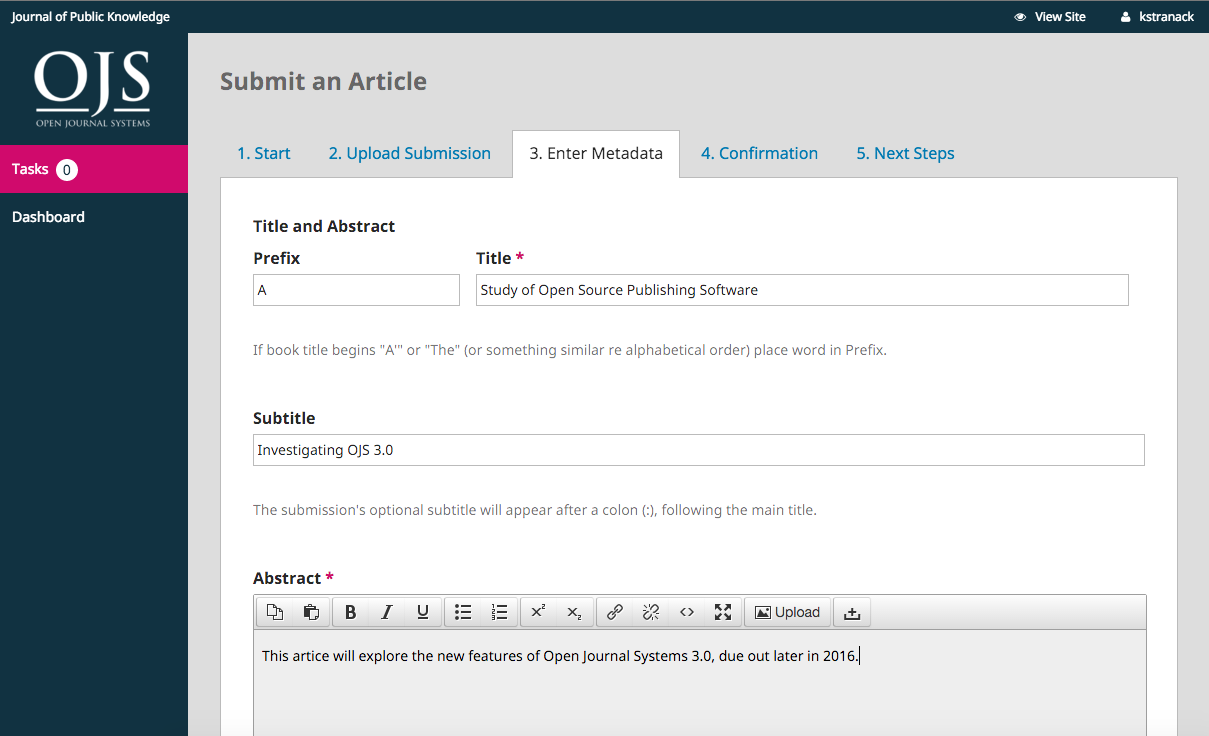 Journal of Public Knowledge
View Site
kstranack
OJS
OPEN JOURNAL SYSTEMS
Tasks 0
Dashboard
Submit an Article
1. Start
2. Upload Submission
3. Enter Metadata
4. Confirmation
5. Next Steps
Title and Abstract
Prefix
Title *
A
Study of Open Source Publishing Software
If book title begins "A'" or "The" (or something similar re alphabetical order) place word in Prefix.
Subtitle
Investigating OJS 3.0
The submission's optional subtitle will appear after a colon (:), following the main title.
Abstract *
B I U x² x₂ <> Upload
This artice will explore the new features of Open Journal Systems 3.0, due out later in 2016.